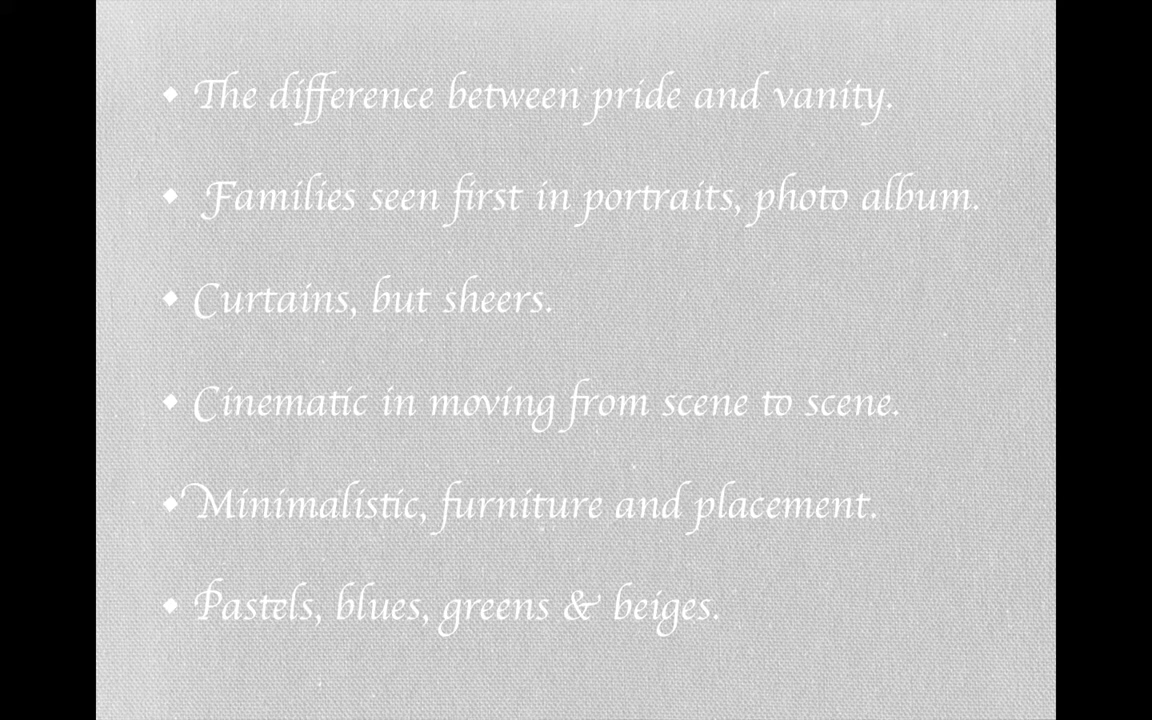 • The difference between pride and vanity.
• Families seen first in portraits, photo album.
• Curtains, but sheers.
• Cinematic in moving from scene to scene.
• Minimalistic, furniture and placement.
• Pastels, blues, greens & beiges.